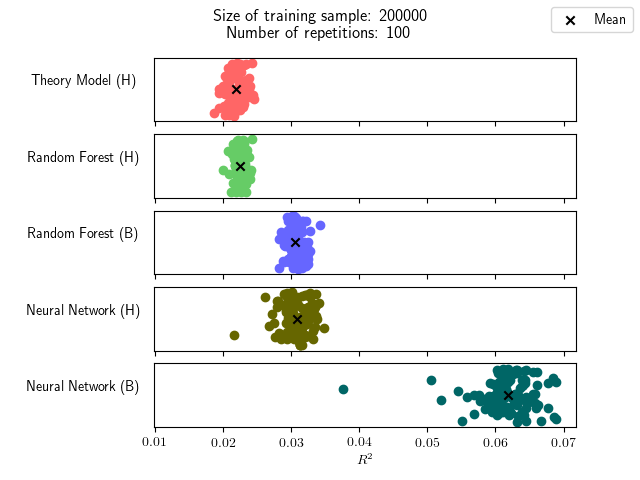 Size of training sample: 200000
Number of repetitions: 100
Mean
Theory Model (H)
Random Forest (H)
Random Forest (B)
Neural Network (H)
Neural Network (B)
0.01 0.02 0.03 0.04 0.05 0.06 0.07
R²